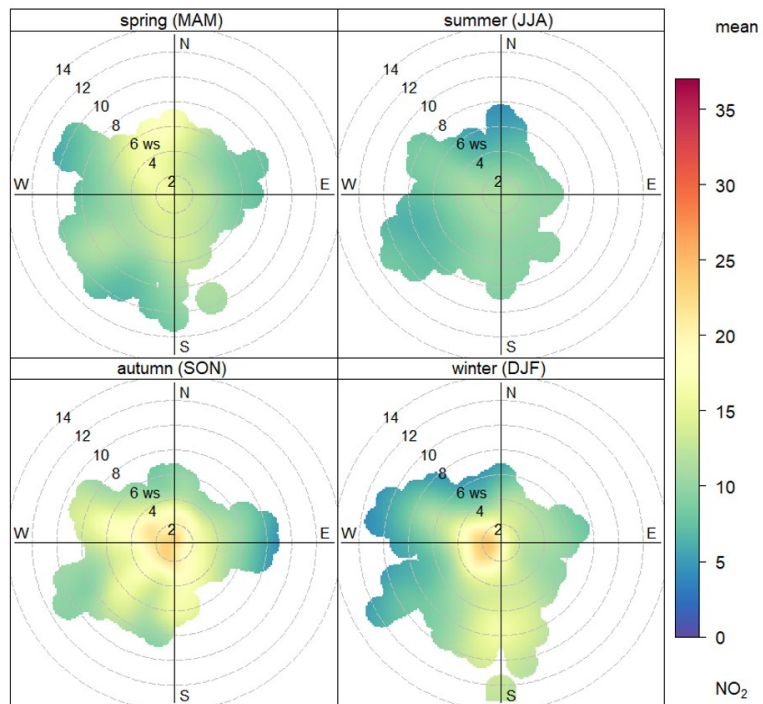 spring (MAM)
N
14
12
10
8
6 ws
4
2
W
E
S
summer (JJA)
N
14
12
10
8
6 ws
4
2
W
E
S
autumn (SON)
N
14
12
10
8
6 ws
4
2
W
E
S
winter (DJF)
N
14
12
10
8
6 ws
4
2
W
E
S
mean
35
30
25
20
15
10
5
0
NO₂